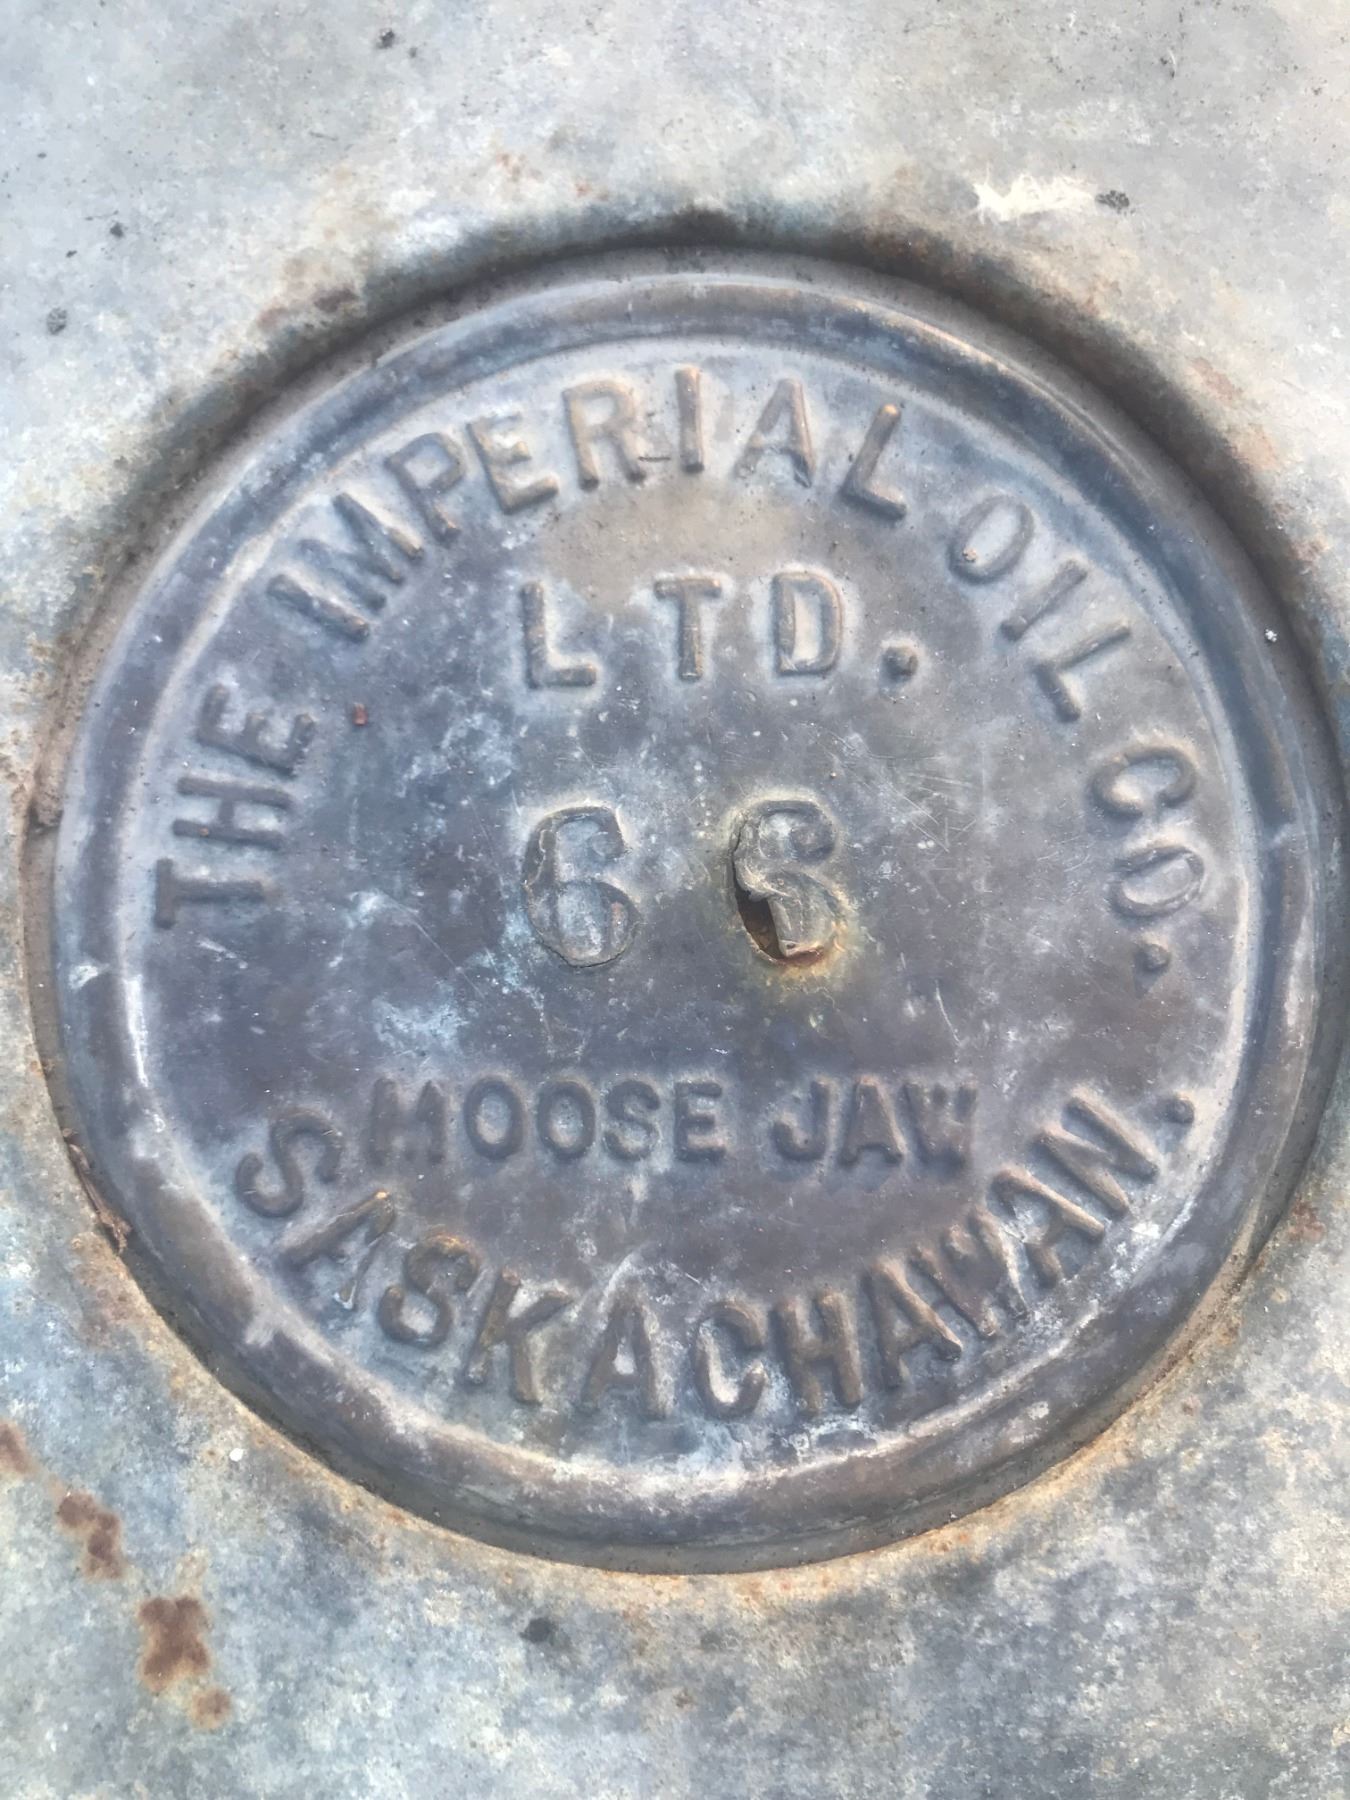 THE IMPERIAL OIL CO.
LTD.
66
MOOSE JAW
SASKACHAWAN.